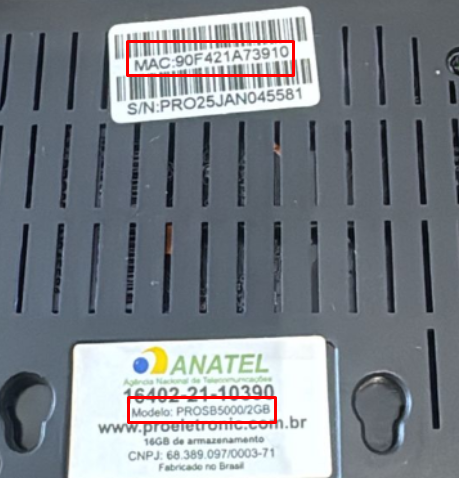 MAC:90F421A73910
S/N:PRO25JAN045581
ANATEL
Agência Nacional de Telecomunicações
16402-21-10390
Modelo: PROSB5000/2GB
www.proeletronic.com.br
16GB de armazenamento
CNPJ: 68.389.097/0003-71
Fabricado no Brasil